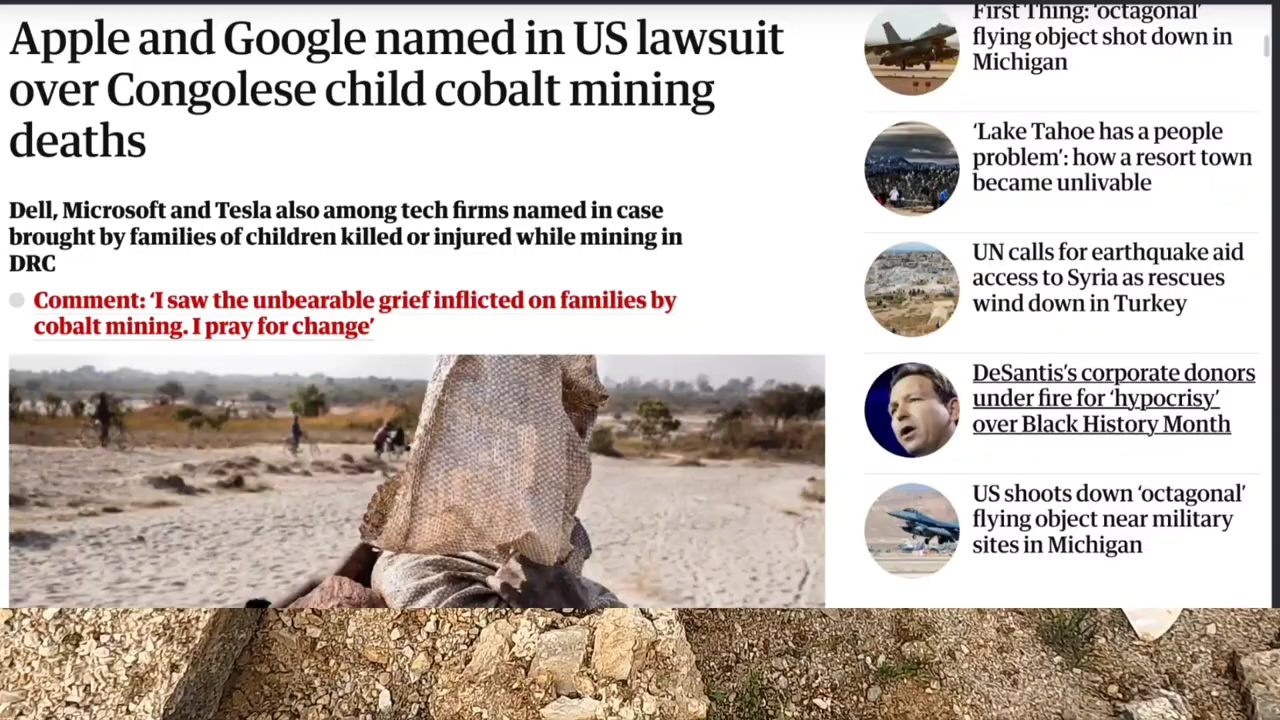 Apple and Google named in US lawsuit
over Congolese child cobalt mining
deaths
Dell, Microsoft and Tesla also among tech firms named in case
brought by families of children killed or injured while mining in
DRC
Comment: ‘I saw the unbearable grief inflicted on families by
cobalt mining. I pray for change’
First Thing: ‘octagonal’
flying object shot down in
Michigan
‘Lake Tahoe has a people
problem’: how a resort town
became unlivable
UN calls for earthquake aid
access to Syria as rescues
wind down in Turkey
DeSantis’s corporate donors
under fire for ‘hypocrisy’
over Black History Month
US shoots down ‘octagonal’
flying object near military
sites in Michigan